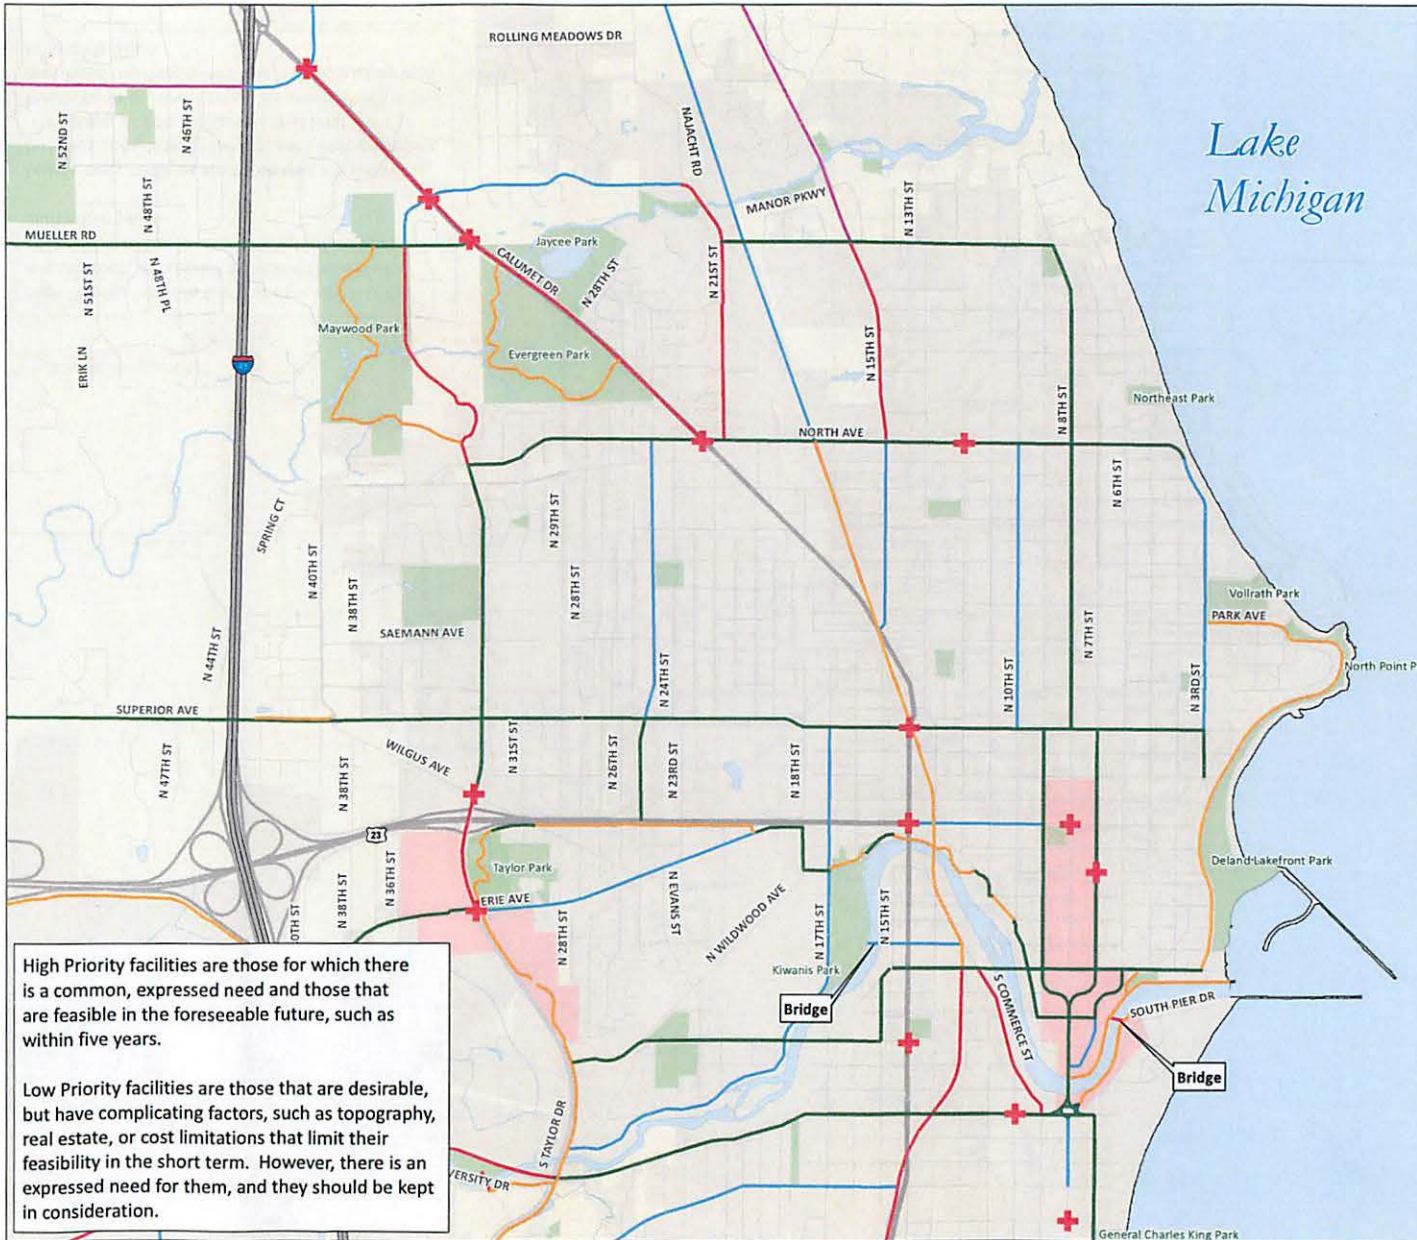 ROLLING MEADOWS DR
N 52ND ST
N 46TH ST
N 48TH ST
NAJACHT RD
MANOR PKWY
N 13TH ST
Lake
Michigan
MUELLER RD
N 51ST ST
N 48TH PL
Jaycee Park
CALUMET DR
N 28TH ST
N 21ST ST
ERIK LN
Maywood Park
Evergreen Park
N 15TH ST
Northeast Park
N 8TH ST
NORTH AVE
N 6TH ST
SPRING CT
N 29TH ST
N 40TH ST
N 38TH ST
N 28TH ST
SAEMANN AVE
Vollrath Park
PARK AVE
N 44TH ST
N 24TH ST
N 10TH ST
N 7TH ST
N 3RD ST
North Point P
SUPERIOR AVE
WILGUS AVE
N 31ST ST
N 47TH ST
N 38TH ST
N 26TH ST
N 23RD ST
N 18TH ST
23
Taylor Park
Deland-Lakefront Park
N 36TH ST
N 38TH ST
0TH ST
ERIE AVE
N 28TH ST
N EVANS ST
N WILDWOOD AVE
N 17TH ST
N 15TH ST
Kiwanis Park
Bridge
S COMMERCE ST
SOUTH PIER DR
Bridge
High Priority facilities are those for which there
is a common, expressed need and those that
are feasible in the foreseeable future, such as
within five years.
Low Priority facilities are those that are desirable,
but have complicating factors, such as topography,
real estate, or cost limitations that limit their
feasibility in the short term. However, there is an
expressed need for them, and they should be kept
in consideration.
S TAYLOR DR
VERSITY DR
General Charles King Park